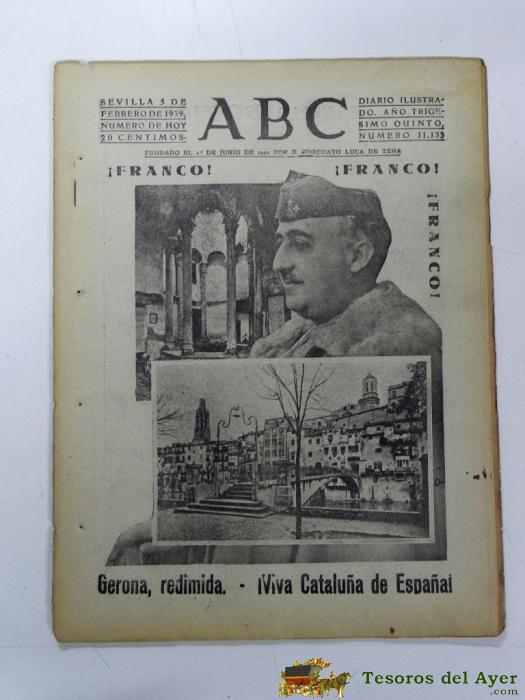 SEVILLA 5 DE
FEBRERO DE 1939,
NUMERO DE HOY
20 CENTIMOS
ABC
DIARIO ILUSTRA-
DO. AÑO TRIGE-
SIMO QUINTO,
NUMERO 11.133
FUNDADO EL 1.º DE JUNIO DE 1905 POR D. TORCUATO LUCA DE TENA
¡FRANCO!
¡FRANCO!
¡FRANCO!
Gerona, redimida. - ¡Viva Cataluña de España!
Tesoros del Ayer
.com